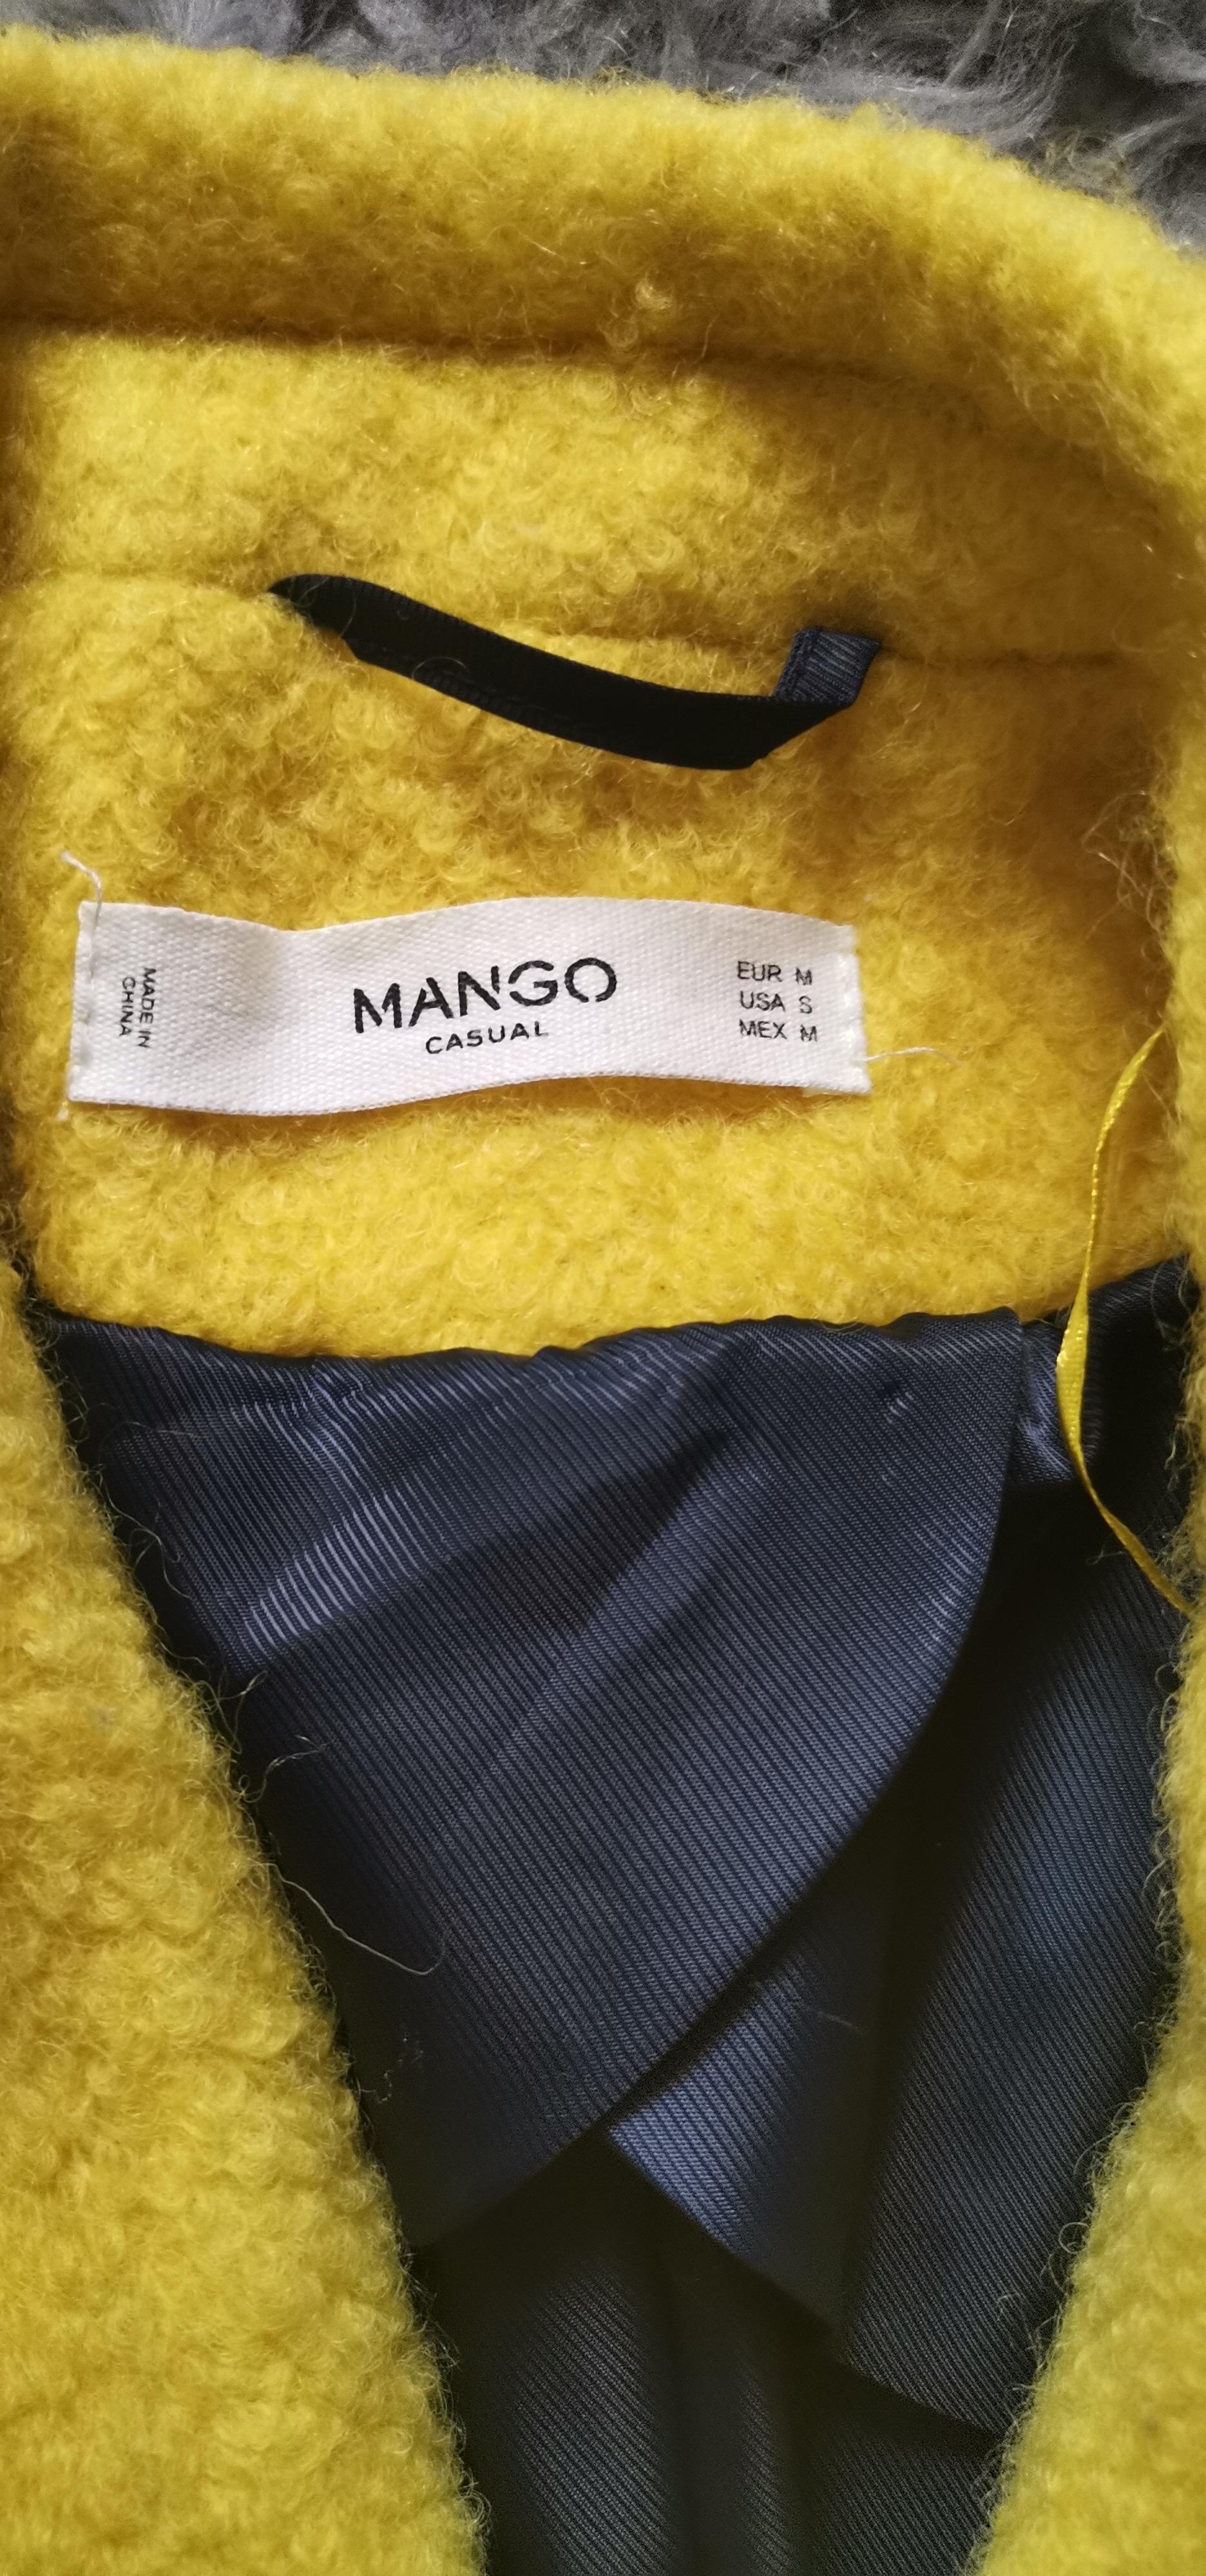 MADE IN
CHINA
MANGO
CASUAL
EUR M
USA S
MEX M